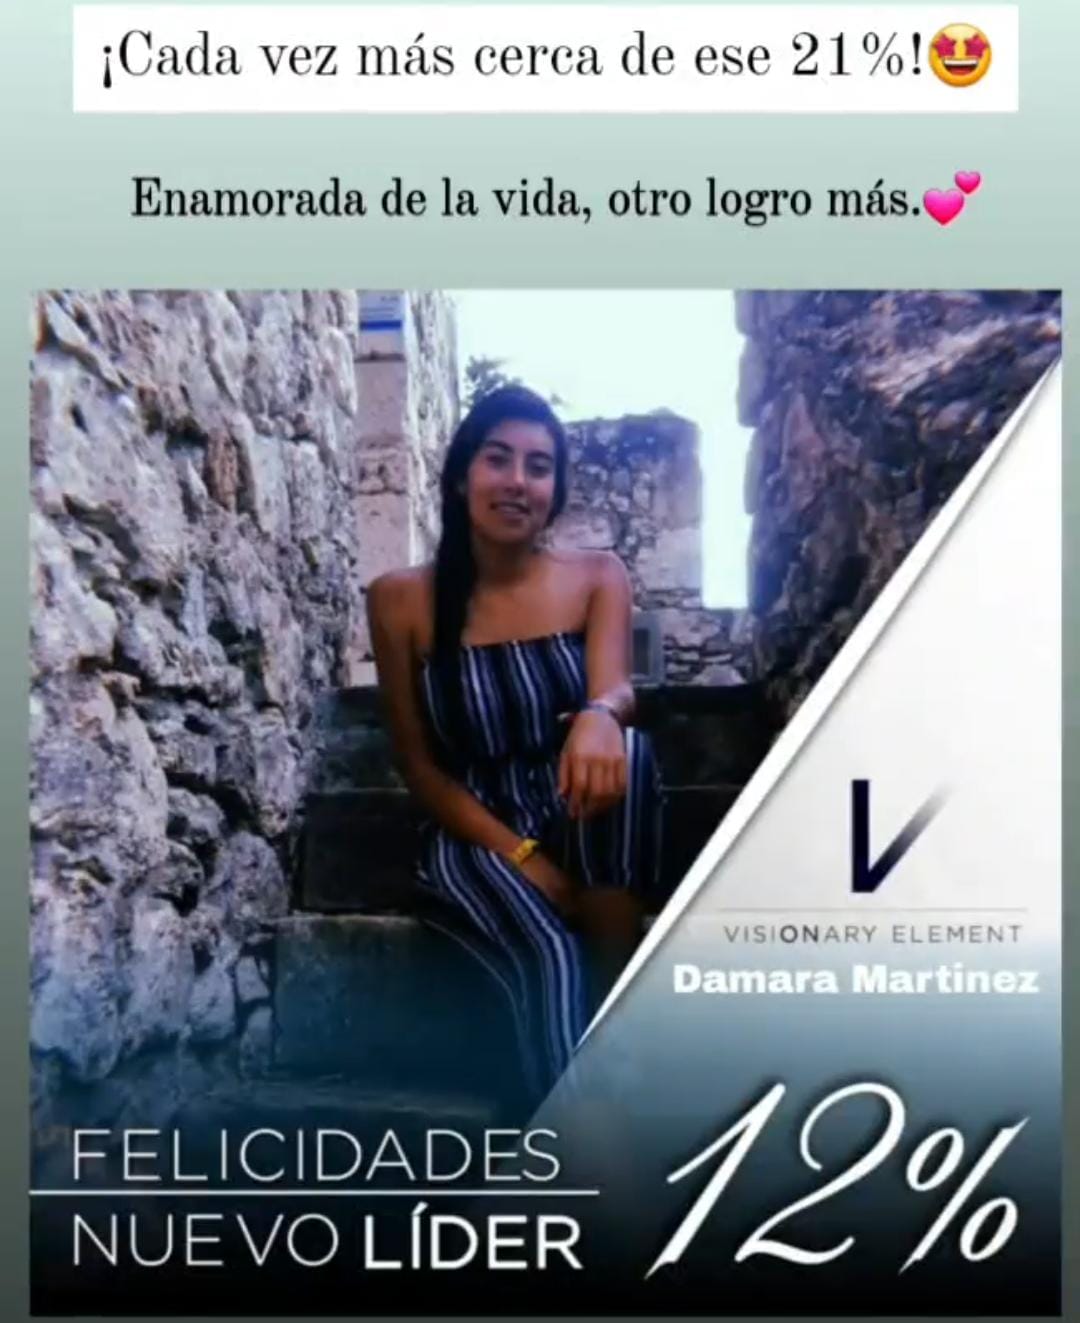 ¡Cada vez más cerca de ese 21%!🤩
Enamorada de la vida, otro logro más.💕
V
VISIONARY ELEMENT
Damara Martinez
FELICIDADES
NUEVO LÍDER
12%